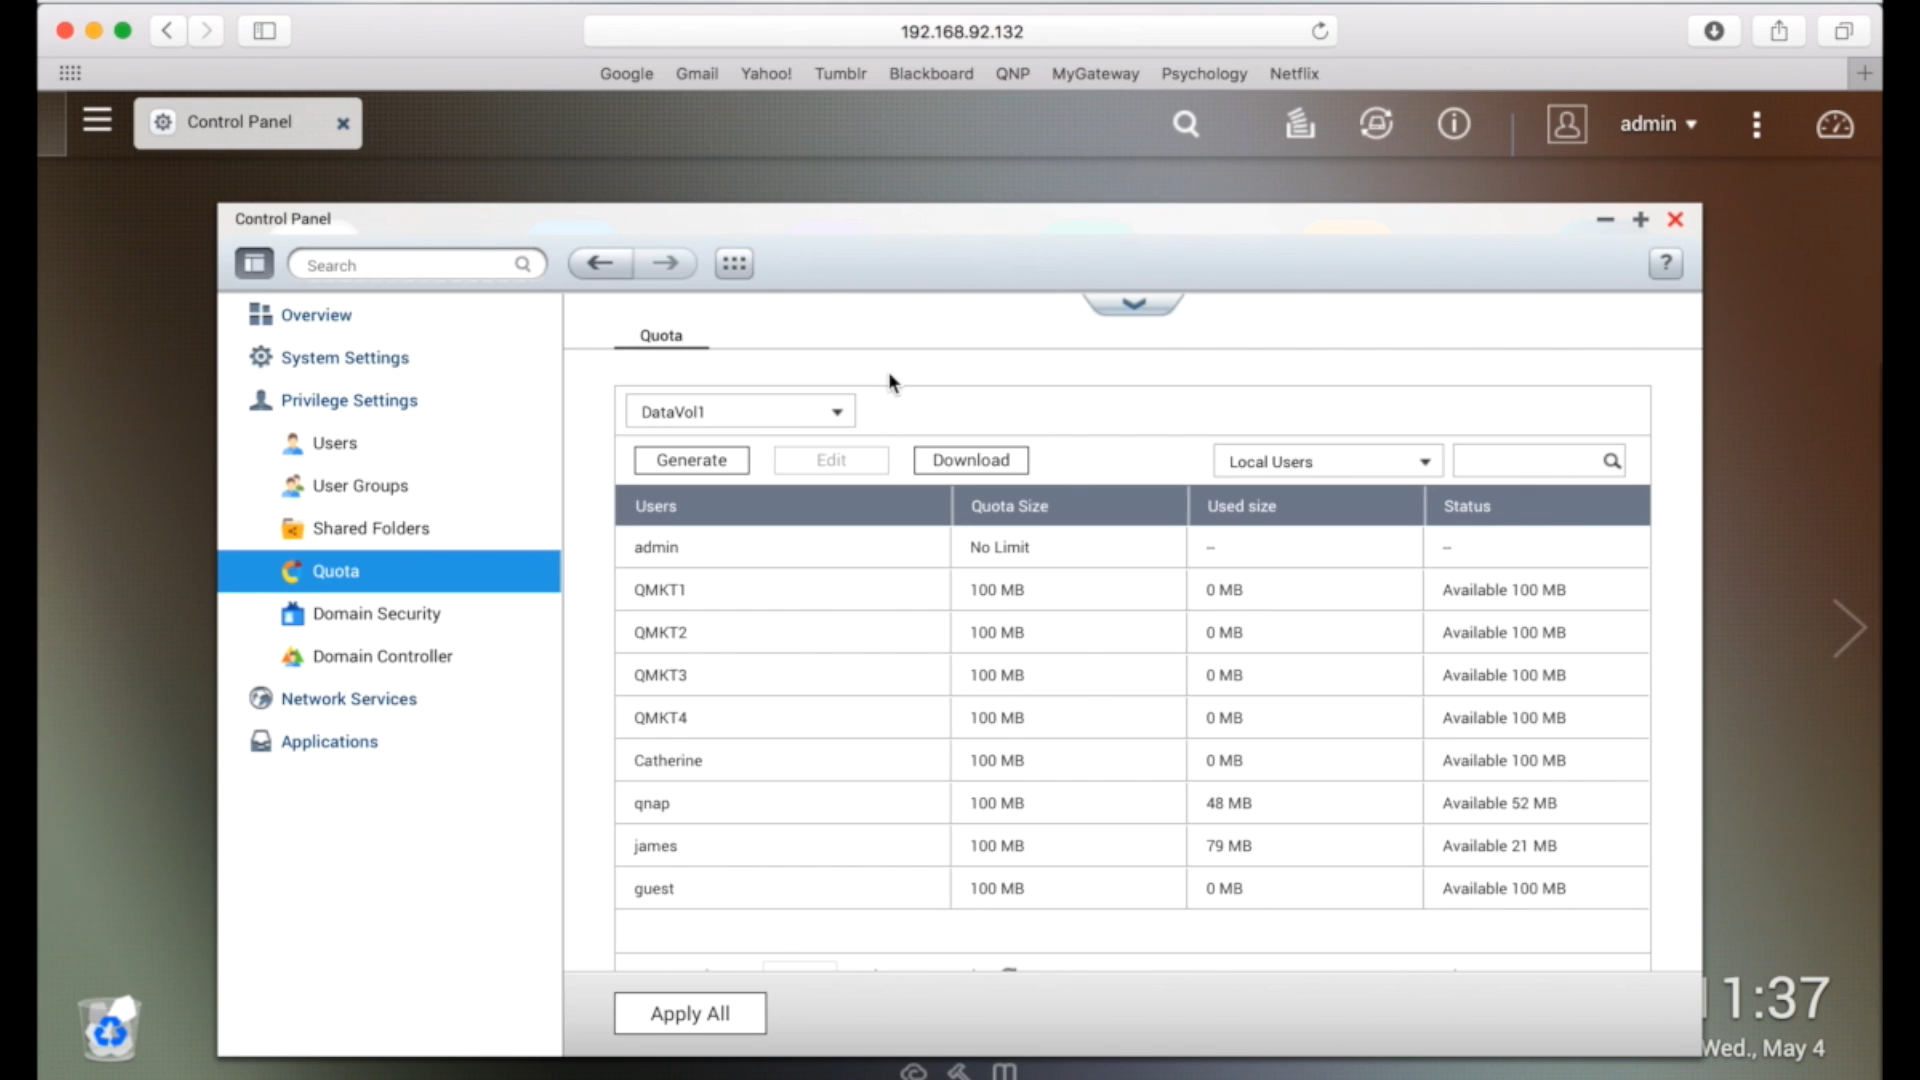 192.168.92.132
Google Gmail Yahoo! Tumblr Blackboard QNP MyGateway Psychology Netflix
Control Panel
admin
Control Panel
Search
?
Overview
System Settings
Privilege Settings
Users
User Groups
Shared Folders
Quota
Domain Security
Domain Controller
Network Services
Applications
Quota
DataVol1
Generate Edit Download Local Users
Users Quota Size Used size Status
admin No Limit -- --
QMKT1 100 MB 0 MB Available 100 MB
QMKT2 100 MB 0 MB Available 100 MB
QMKT3 100 MB 0 MB Available 100 MB
QMKT4 100 MB 0 MB Available 100 MB
Catherine 100 MB 0 MB Available 100 MB
qnap 100 MB 48 MB Available 52 MB
james 100 MB 79 MB Available 21 MB
guest 100 MB 0 MB Available 100 MB
Apply All
11:37
Wed., May 4